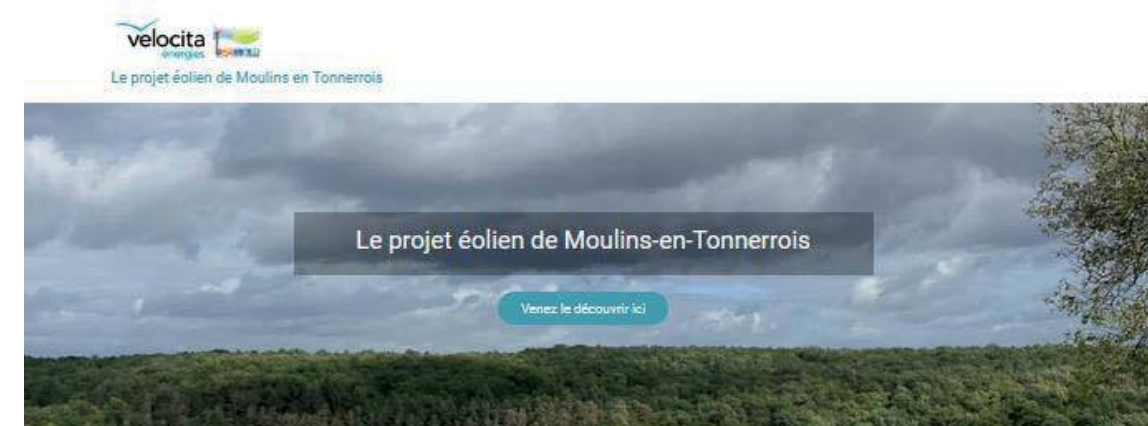 velocita
énergies
Le projet éolien de Moulins en Tonnerrois
Le projet éolien de Moulins-en-Tonnerrois
Venez le découvrir ici